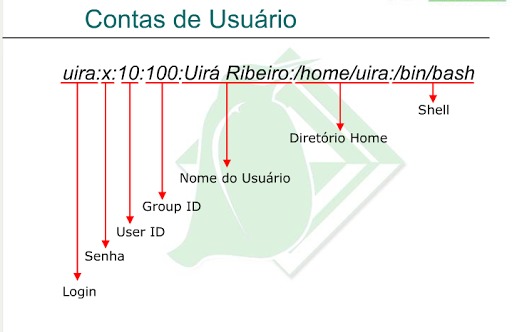 Contas de Usuário
uira:x:10:100:Uirá Ribeiro:/home/uira:/bin/bash
Shell
Diretório Home
Nome do Usuário
Group ID
User ID
Senha
Login